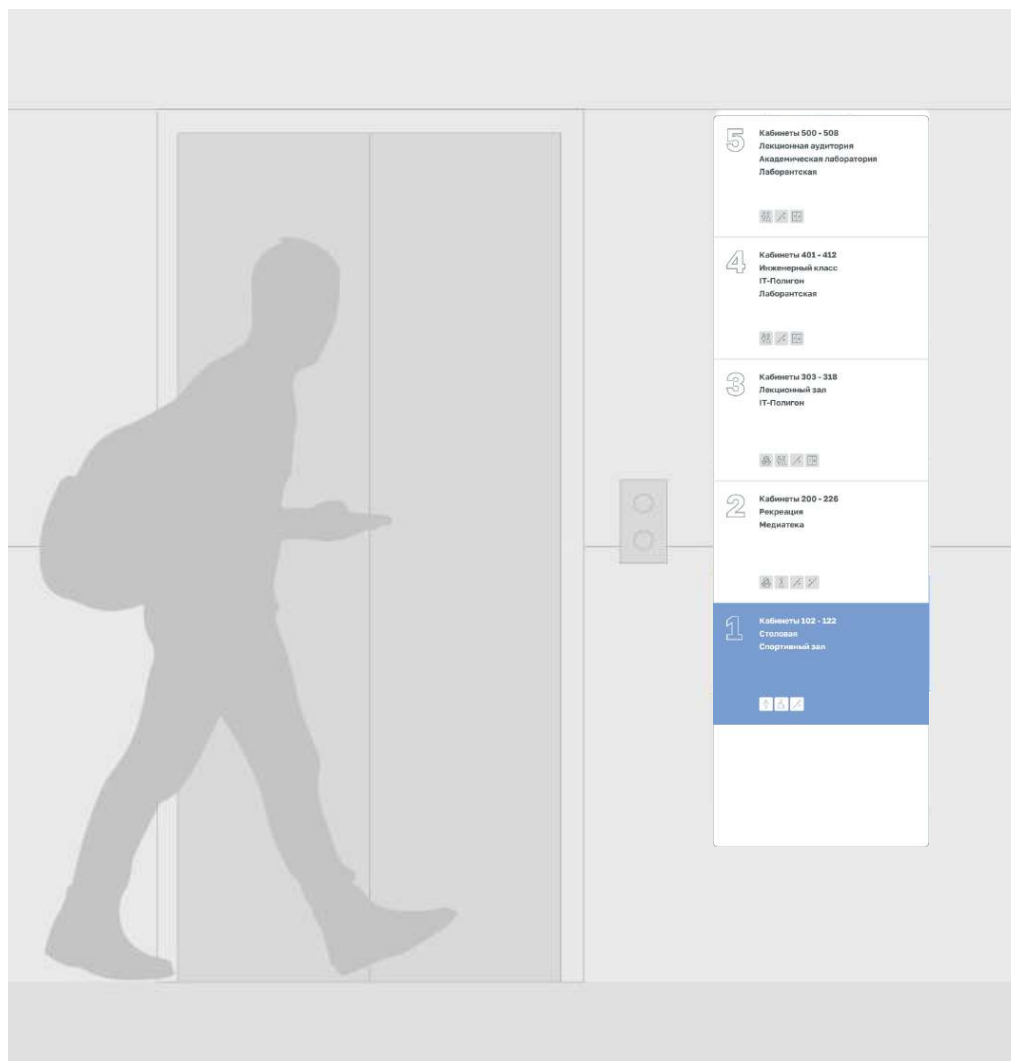 5
Кабинеты 500 - 508
Лекционная аудитория
Академическая лаборатория
Лаборантская
4
Кабинеты 401 - 412
Инженерный класс
IT-Полигон
Лаборантская
3
Кабинеты 303 - 318
Лекционный зал
IT-Полигон
2
Кабинеты 200 - 226
Рекреация
Медиатека
1
Кабинеты 102 - 122
Столовая
Спортивный зал